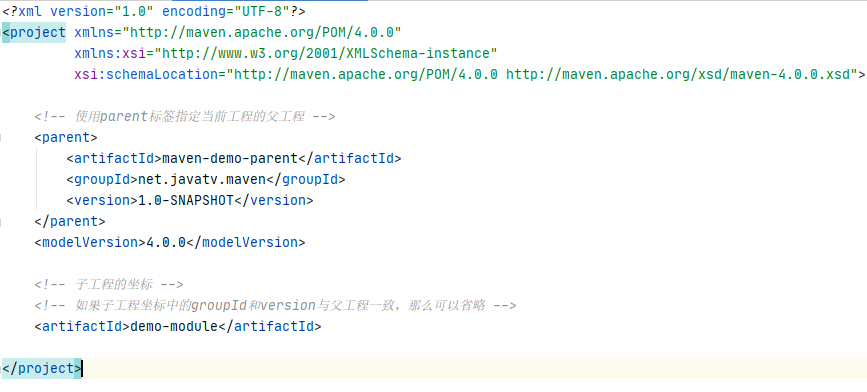 <?xml version="1.0" encoding="UTF-8"?>
<project xmlns="http://maven.apache.org/POM/4.0.0"
         xmlns:xsi="http://www.w3.org/2001/XMLSchema-instance"
         xsi:schemaLocation="http://maven.apache.org/POM/4.0.0 http://maven.apache.org/xsd/maven-4.0.0.xsd">
    <!-- 使用parent标签指定当前工程的父工程 -->
    <parent>
        <artifactId>maven-demo-parent</artifactId>
        <groupId>net.javatv.maven</groupId>
        <version>1.0-SNAPSHOT</version>
    </parent>
    <modelVersion>4.0.0</modelVersion>
    <!-- 子工程的坐标 -->
    <!-- 如果子工程坐标中的groupId和version与父工程一致，那么可以省略 -->
    <artifactId>demo-module</artifactId>
</project>